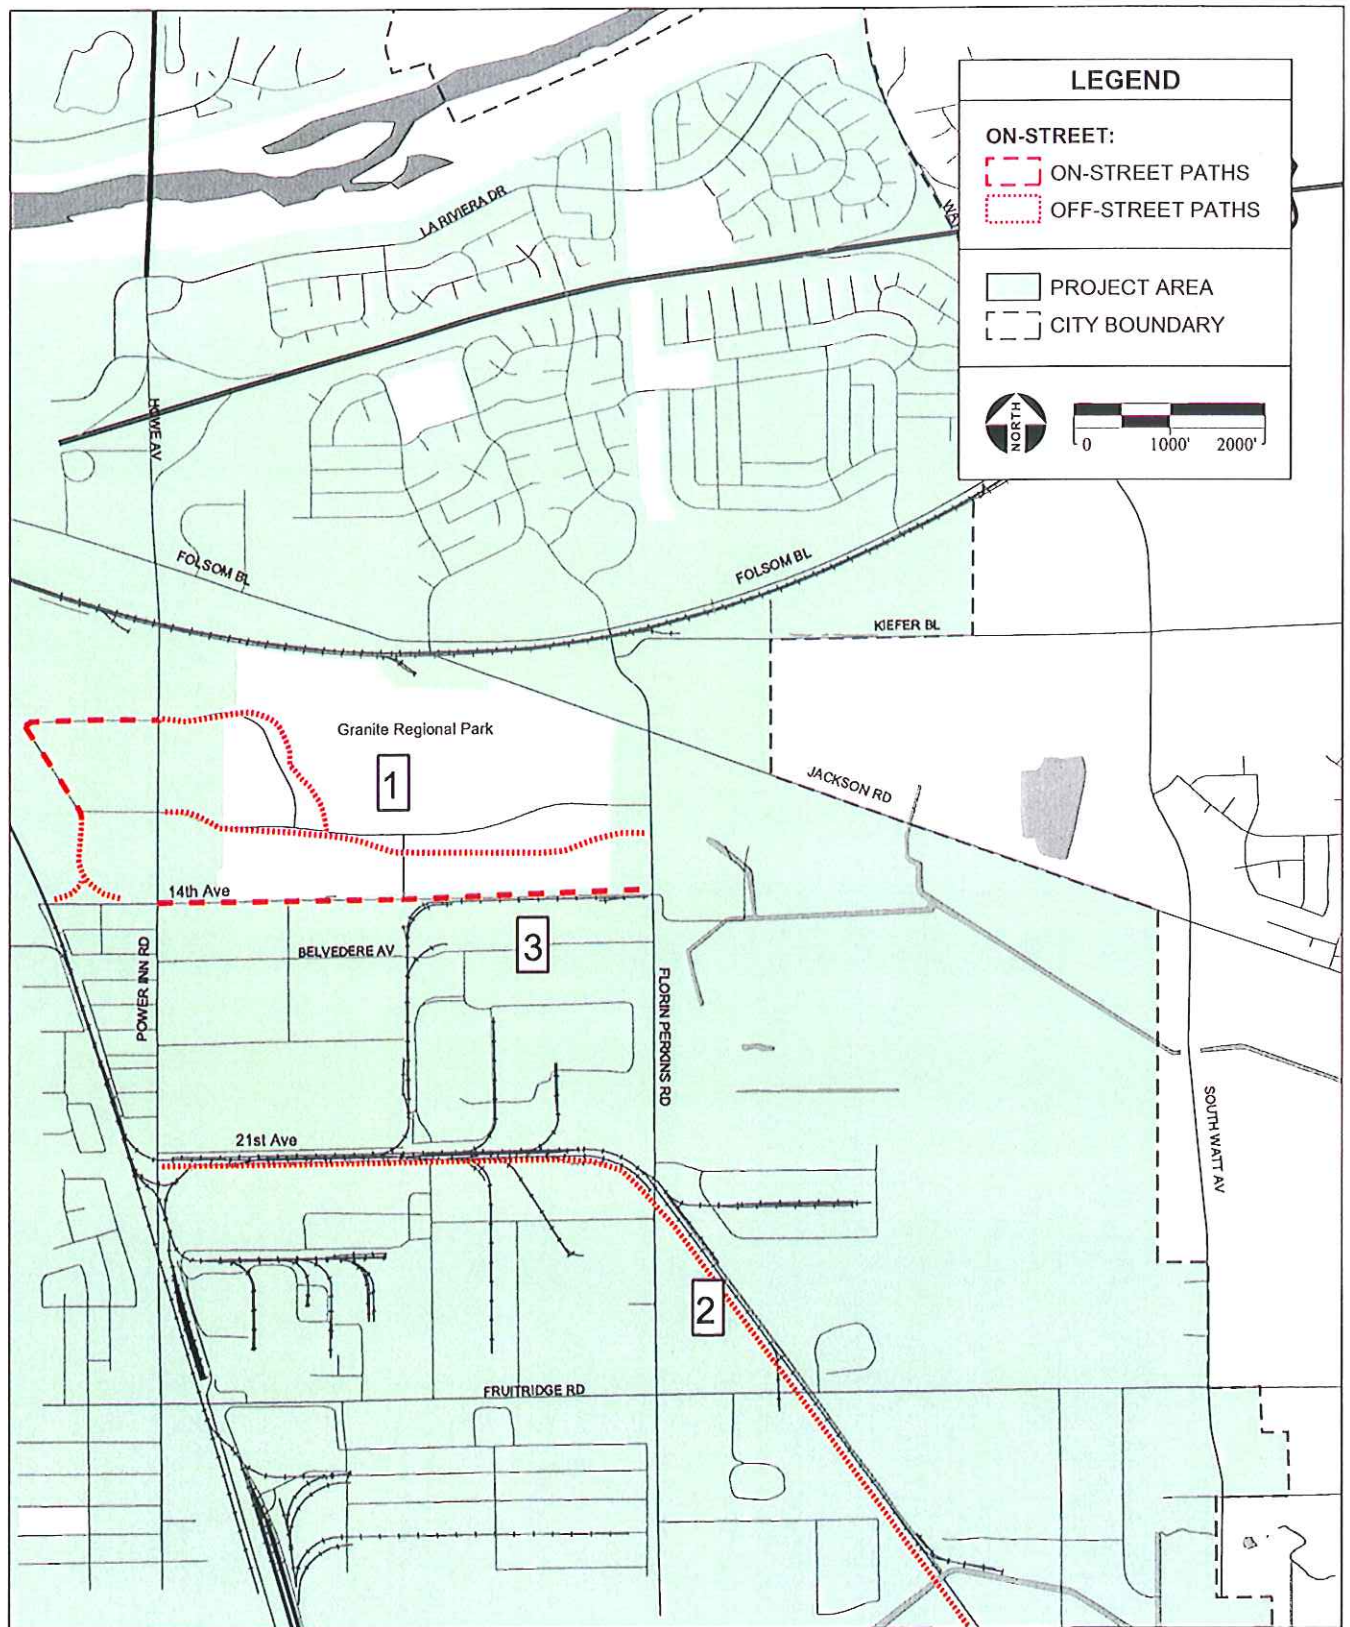 LEGEND
ON-STREET:
ON-STREET PATHS
OFF-STREET PATHS
PROJECT AREA
CITY BOUNDARY
NORTH
0 1000' 2000'
LA RIVIERA DR
HOWE AV
FOLSOM BL
FOLSOM BL
KIEFER BL
Granite Regional Park
1
JACKSON RD
14th Ave
BELVEDERE AV
3
POWER INN RD
FLORIN PERKINS RD
21st Ave
SOUTH WATT AV
2
FRUITRIDGE RD